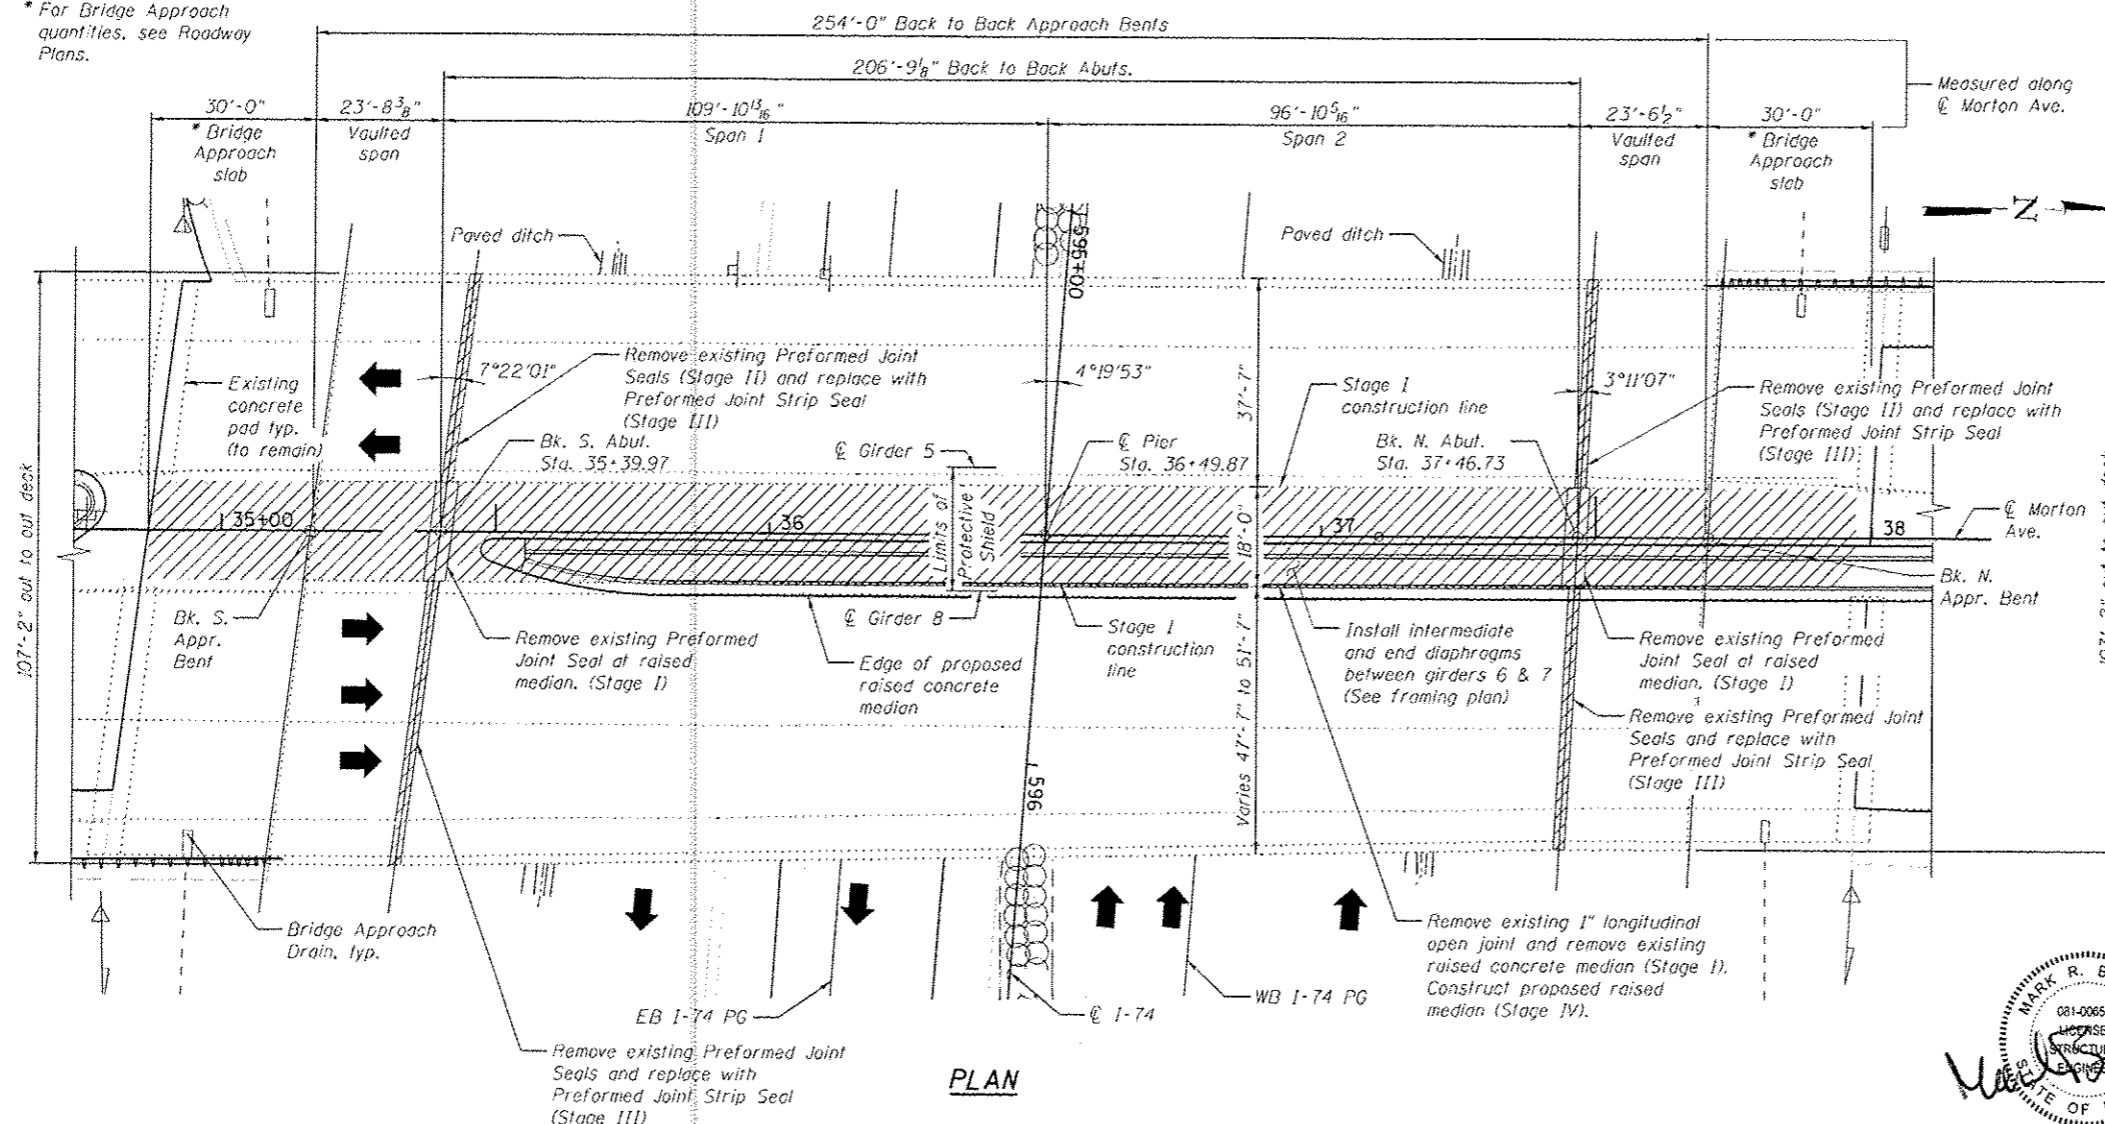 * For Bridge Approach
quantities, see Roadway
Plans.
254'-0" Back to Back Approach Bents
206'-9⅛" Back to Back Abuts.
Measured along
℄ Morton Ave.
30'-0"
* Bridge
Approach
slab
23'-8⅜"
Vaulted
span
109'-10¹³⁄₁₆"
Span 1
96'-10⁵⁄₁₆"
Span 2
23'-6½"
Vaulted
span
30'-0"
* Bridge
Approach
slab
N
Paved ditch
595+00
Paved ditch
Existing
concrete
pad typ.
(to remain)
7°22'01"
Remove existing Preformed Joint
Seals (Stage II) and replace with
Preformed Joint Strip Seal
(Stage III)
4°19'53"
37'-7"
Stage I
construction line
3°11'07"
Remove existing Preformed Joint
Seals (Stage II) and replace with
Preformed Joint Strip Seal
(Stage III)
Bk. S. Abut.
Sta. 35+39.97
℄ Girder 5
℄ Pier
Sta. 36+49.87
Bk. N. Abut.
Sta. 37+46.73
107'-2" out to out deck
35+00
36
Limits of
Protective
Shield
18'-0"
37
38
℄ Morton
Ave.
Bk. S.
Appr.
Bent
Remove existing Preformed
Joint Seal at raised
median. (Stage I)
℄ Girder 8
Edge of proposed
raised concrete
median
Stage I
construction
line
Varies 47'-7" to 51'-7"
Install intermediate
and end diaphragms
between girders 6 & 7
(See framing plan)
Remove existing Preformed
Joint Seal at raised
median. (Stage I)
Bk. N.
Appr. Bent
Remove existing Preformed Joint
Seals and replace with
Preformed Joint Strip Seal
(Stage III)
596
Bridge Approach
Drain, typ.
EB I-74 PG
℄ I-74
WB I-74 PG
Remove existing 1" longitudinal
open joint and remove existing
raised concrete median (Stage I).
Construct proposed raised
median (Stage IV).
Remove existing Preformed Joint
Seals and replace with
Preformed Joint Strip Seal
(Stage III)
PLAN
MARK R. B
081-0065
LICENSE
STRUCTU
ENGINEE
STATE OF